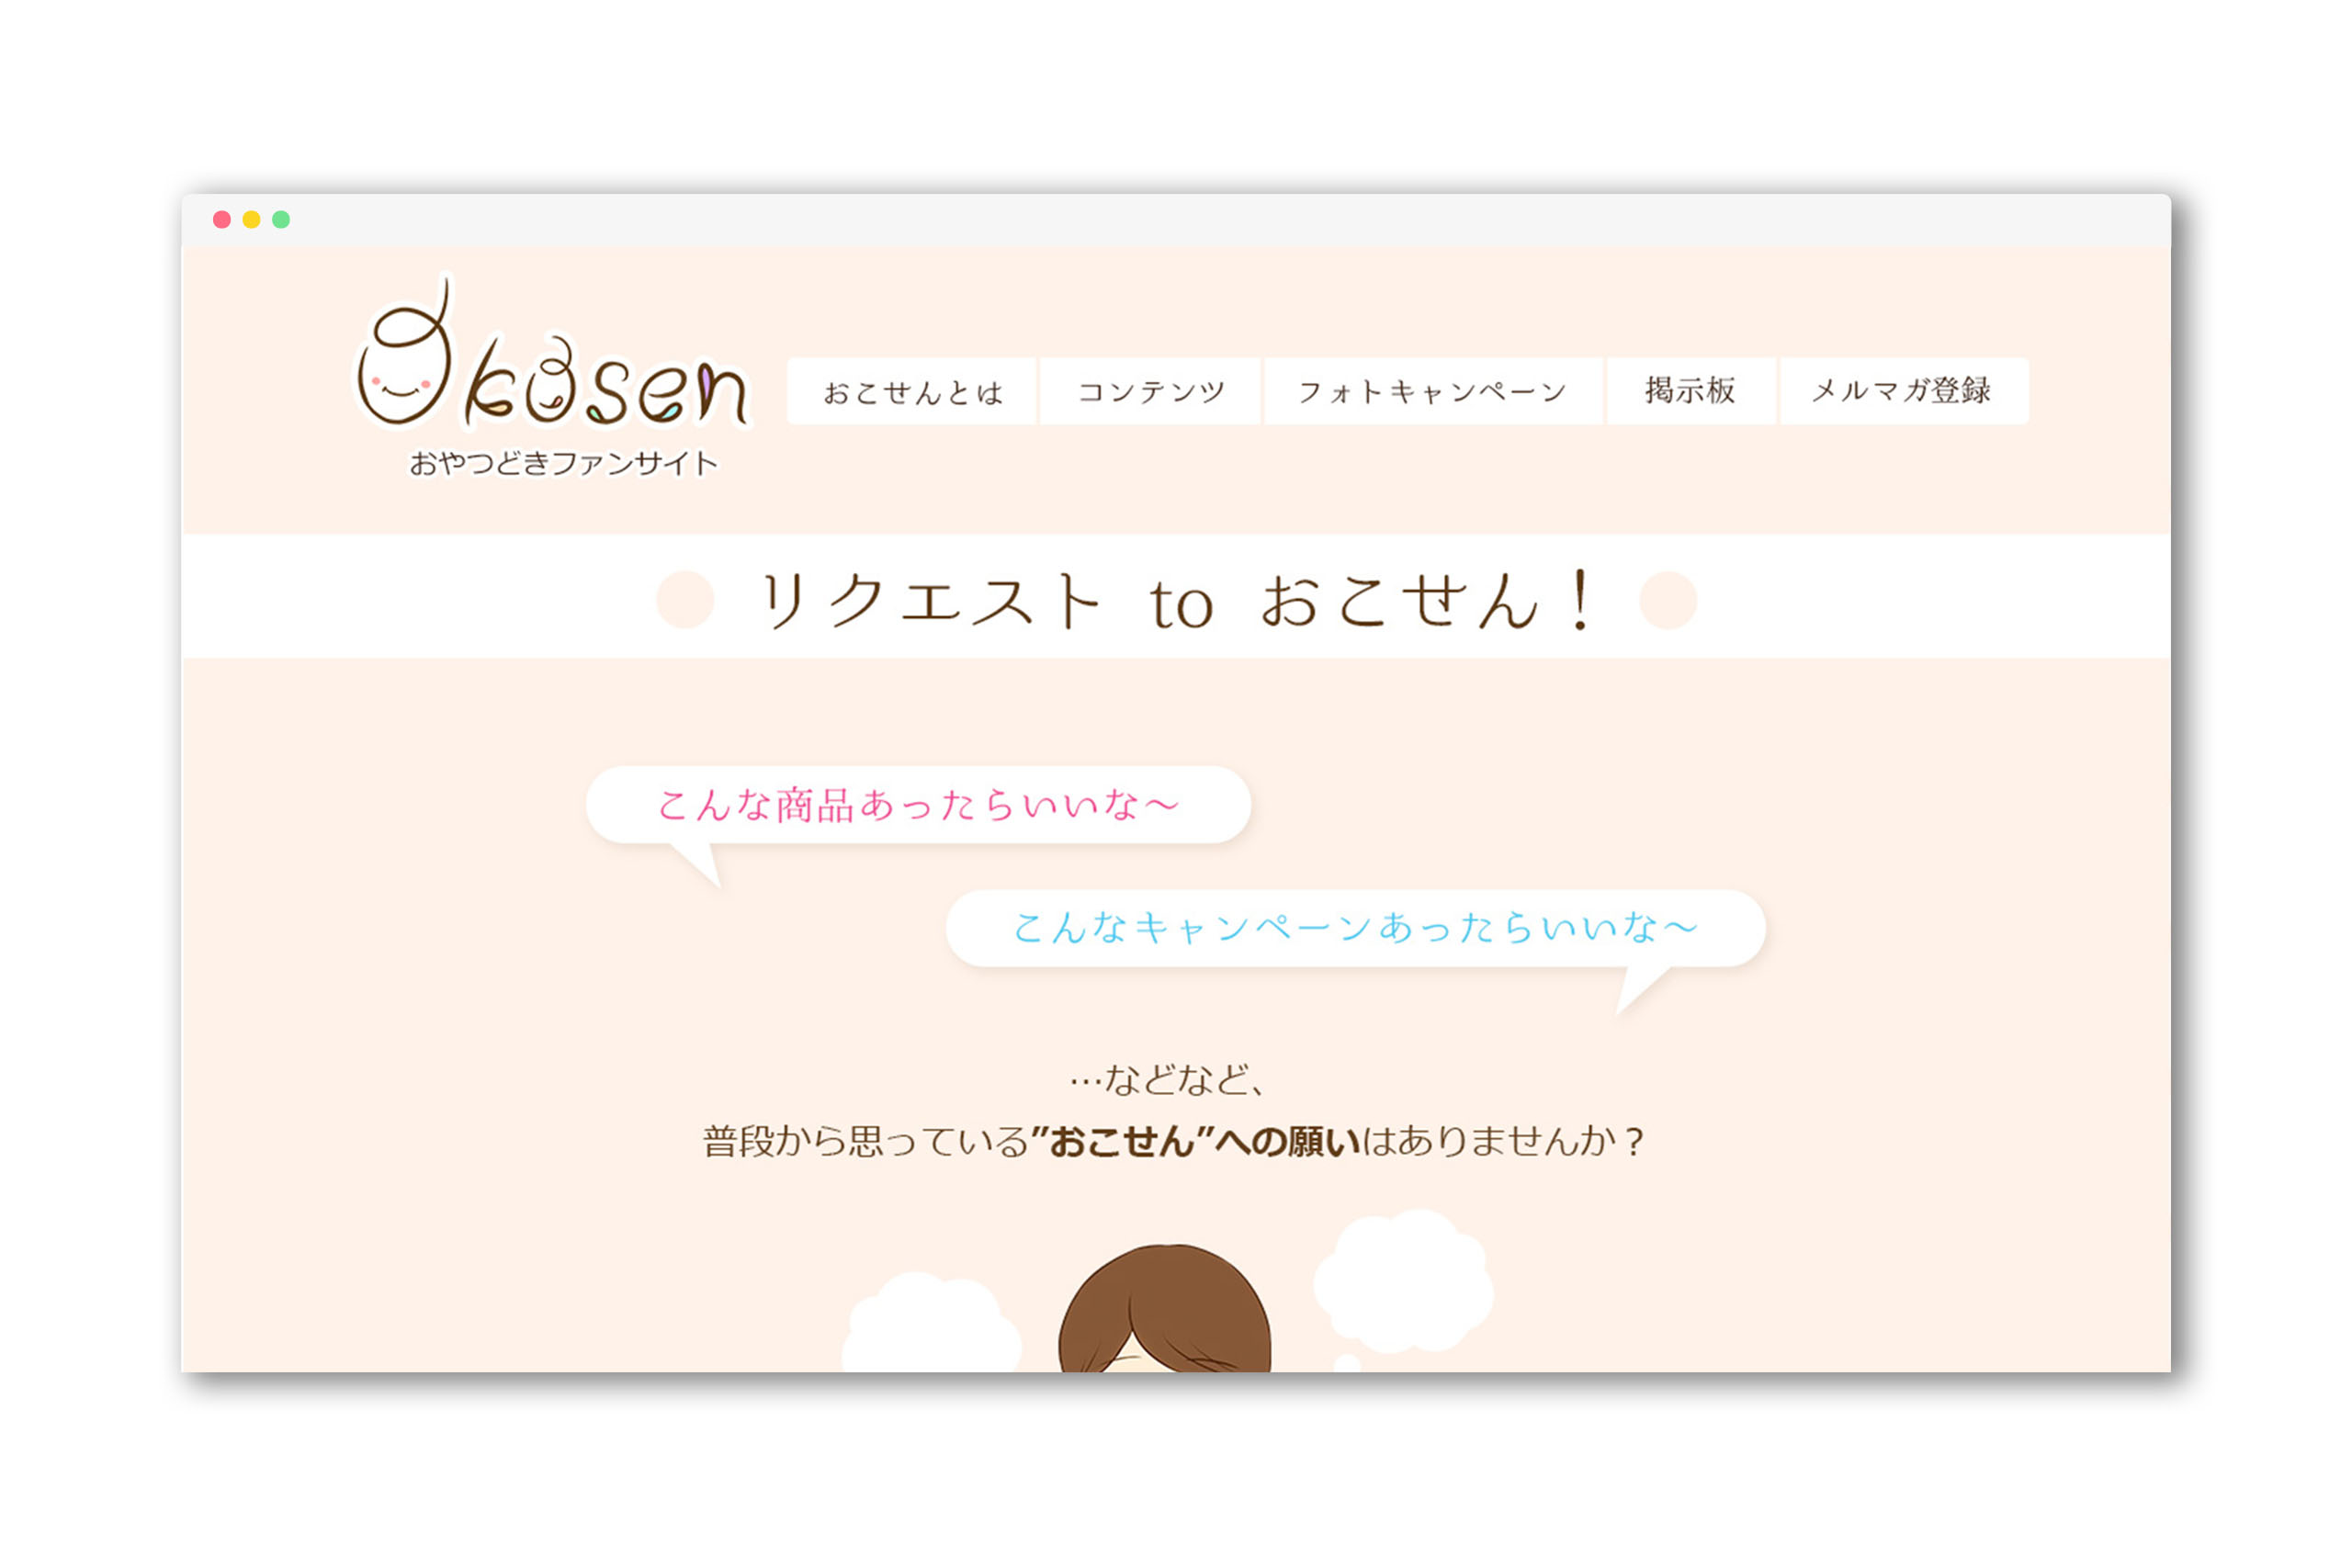 Okosen
おやつどきファンサイト
おこせんとは コンテンツ フォトキャンペーン 掲示板 メルマガ登録
リクエスト to おこせん！
こんな商品あったらいいな〜
こんなキャンペーンあったらいいな〜
…などなど、
普段から思っている”おこせん”への願いはありませんか？